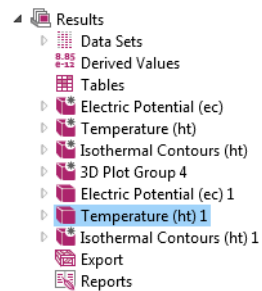 Results
Data Sets
8.85
e-12 Derived Values
Tables
Electric Potential (ec)
Temperature (ht)
Isothermal Contours (ht)
3D Plot Group 4
Electric Potential (ec) 1
Temperature (ht) 1
Isothermal Contours (ht) 1
Export
Reports